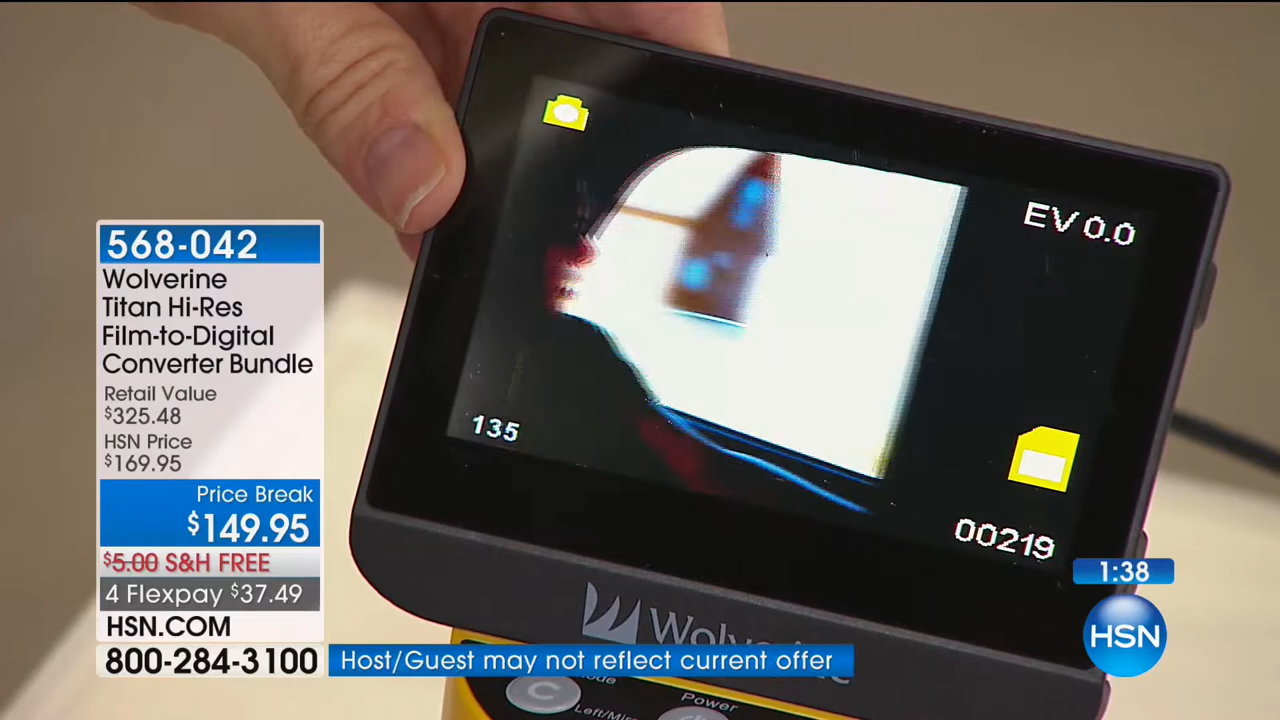 568-042
Wolverine
Titan Hi-Res
Film-to-Digital
Converter Bundle
Retail Value
$325.48
HSN Price
$169.95
Price Break
$149.95
$5.00 S&H FREE
4 Flexpay $37.49
HSN.COM
800-284-3100
Host/Guest may not reflect current offer
EV 0.0
135
00219
1:38
HSN
C
Power